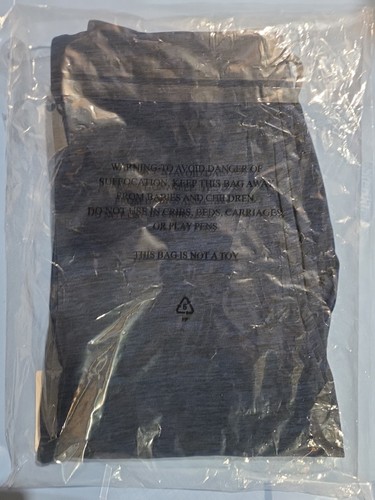 WARNING-TO AVOID DANGER OF
SUFFOCATION, KEEP THIS BAG AWAY
FROM BABIES AND CHILDREN.
DO NOT USE IN CRIBS, BEDS, CARRIAGES,
OR PLAY PENS.
THIS BAG IS NOT A TOY.